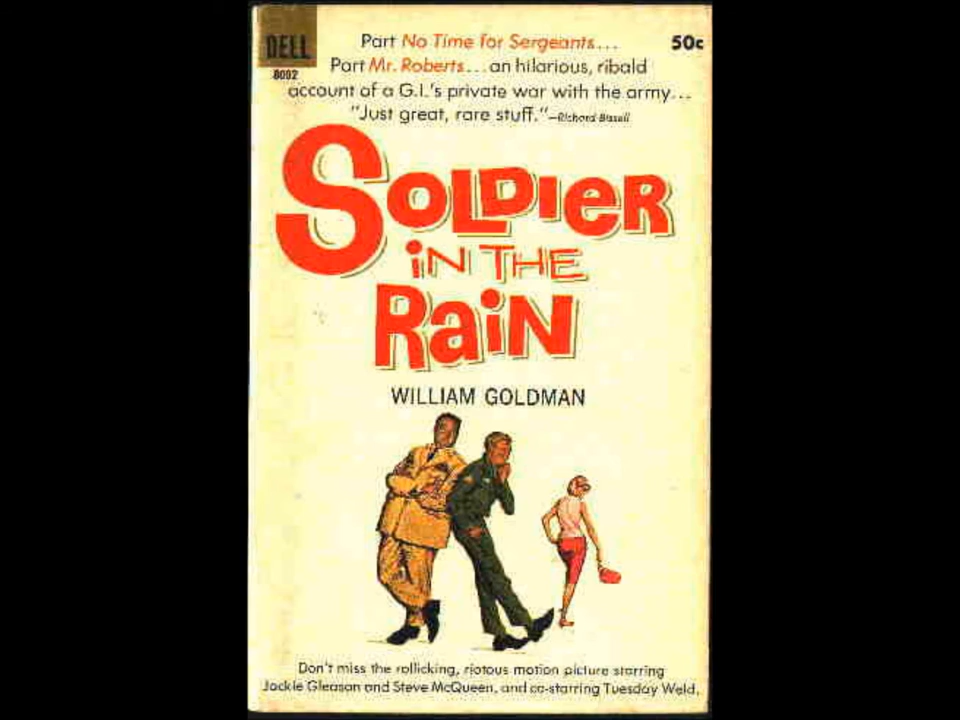 DELL
8002
50c
Part No Time for Sergeants...
Part Mr. Roberts...an hilarious, ribald
account of a G.I.'s private war with the army...
"Just great, rare stuff."—Richard Bissell
SOLDIER
IN THE
RAIN
WILLIAM GOLDMAN
Don't miss the rollicking, riotous motion picture starring
Jackie Gleason and Steve McQueen, and co-starring Tuesday Weld.